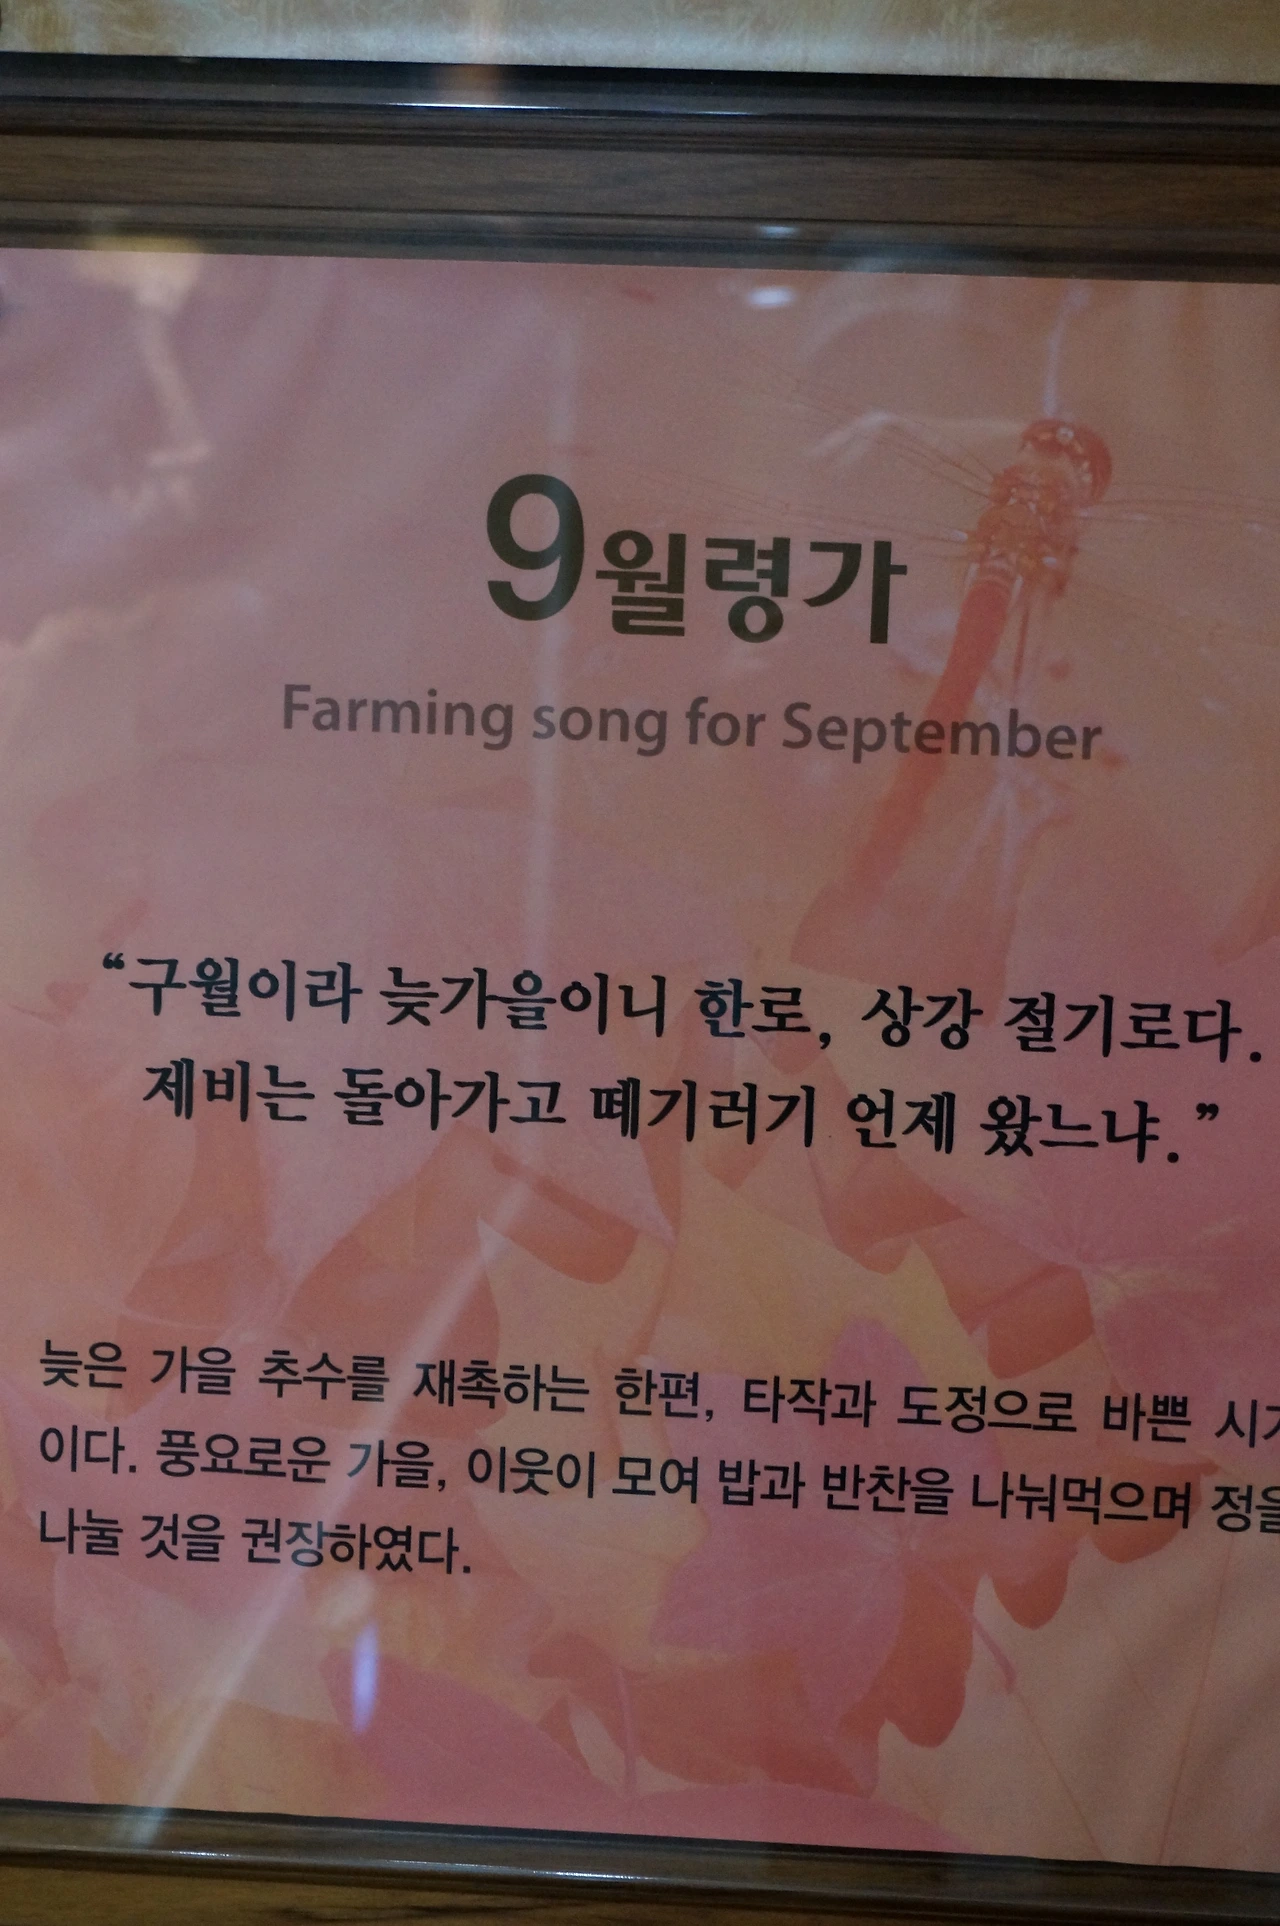 9월령가
Farming song for September
“구월이라 늦가을이니 한로, 상강 절기로다.
제비는 돌아가고 떼기러기 언제 왔느냐.”
늦은 가을 추수를 재촉하는 한편, 타작과 도정으로 바쁜 시기
이다. 풍요로운 가을, 이웃이 모여 밥과 반찬을 나눠먹으며 정을
나눌 것을 권장하였다.